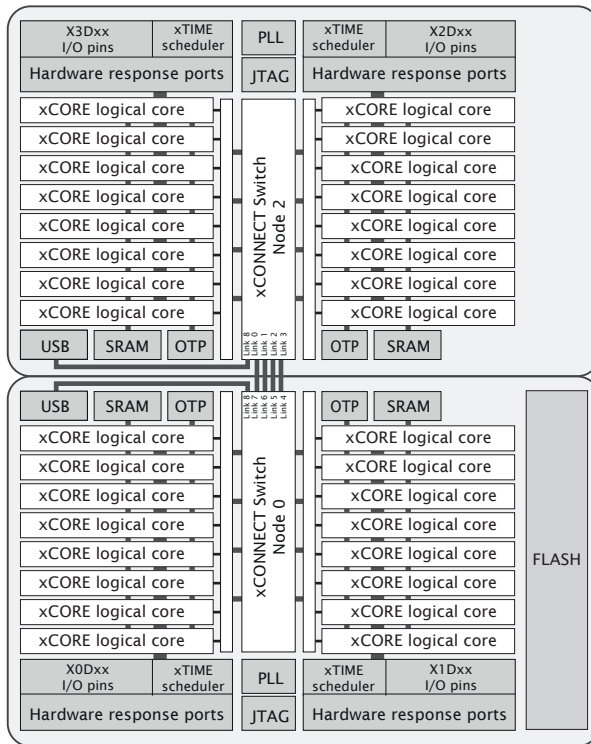 X3Dxx
I/O pins
xTIME
scheduler
PLL
xTIME
scheduler
X2Dxx
I/O pins
Hardware response ports
JTAG
Hardware response ports
xCORE logical core
xCORE logical core
xCORE logical core
xCORE logical core
xCORE logical core
xCORE logical core
xCORE logical core
xCORE logical core
xCONNECT Switch
Node 2
xCORE logical core
xCORE logical core
xCORE logical core
xCORE logical core
xCORE logical core
xCORE logical core
xCORE logical core
xCORE logical core
USB
SRAM
OTP
Link 8
Link 0
Link 1
Link 2
Link 3
OTP
SRAM
USB
SRAM
OTP
Link 8
Link 7
Link 6
Link 5
Link 4
OTP
SRAM
xCORE logical core
xCORE logical core
xCORE logical core
xCORE logical core
xCORE logical core
xCORE logical core
xCORE logical core
xCORE logical core
xCONNECT Switch
Node 0
xCORE logical core
xCORE logical core
xCORE logical core
xCORE logical core
xCORE logical core
xCORE logical core
xCORE logical core
xCORE logical core
FLASH
X0Dxx
I/O pins
xTIME
scheduler
PLL
xTIME
scheduler
X1Dxx
I/O pins
Hardware response ports
JTAG
Hardware response ports